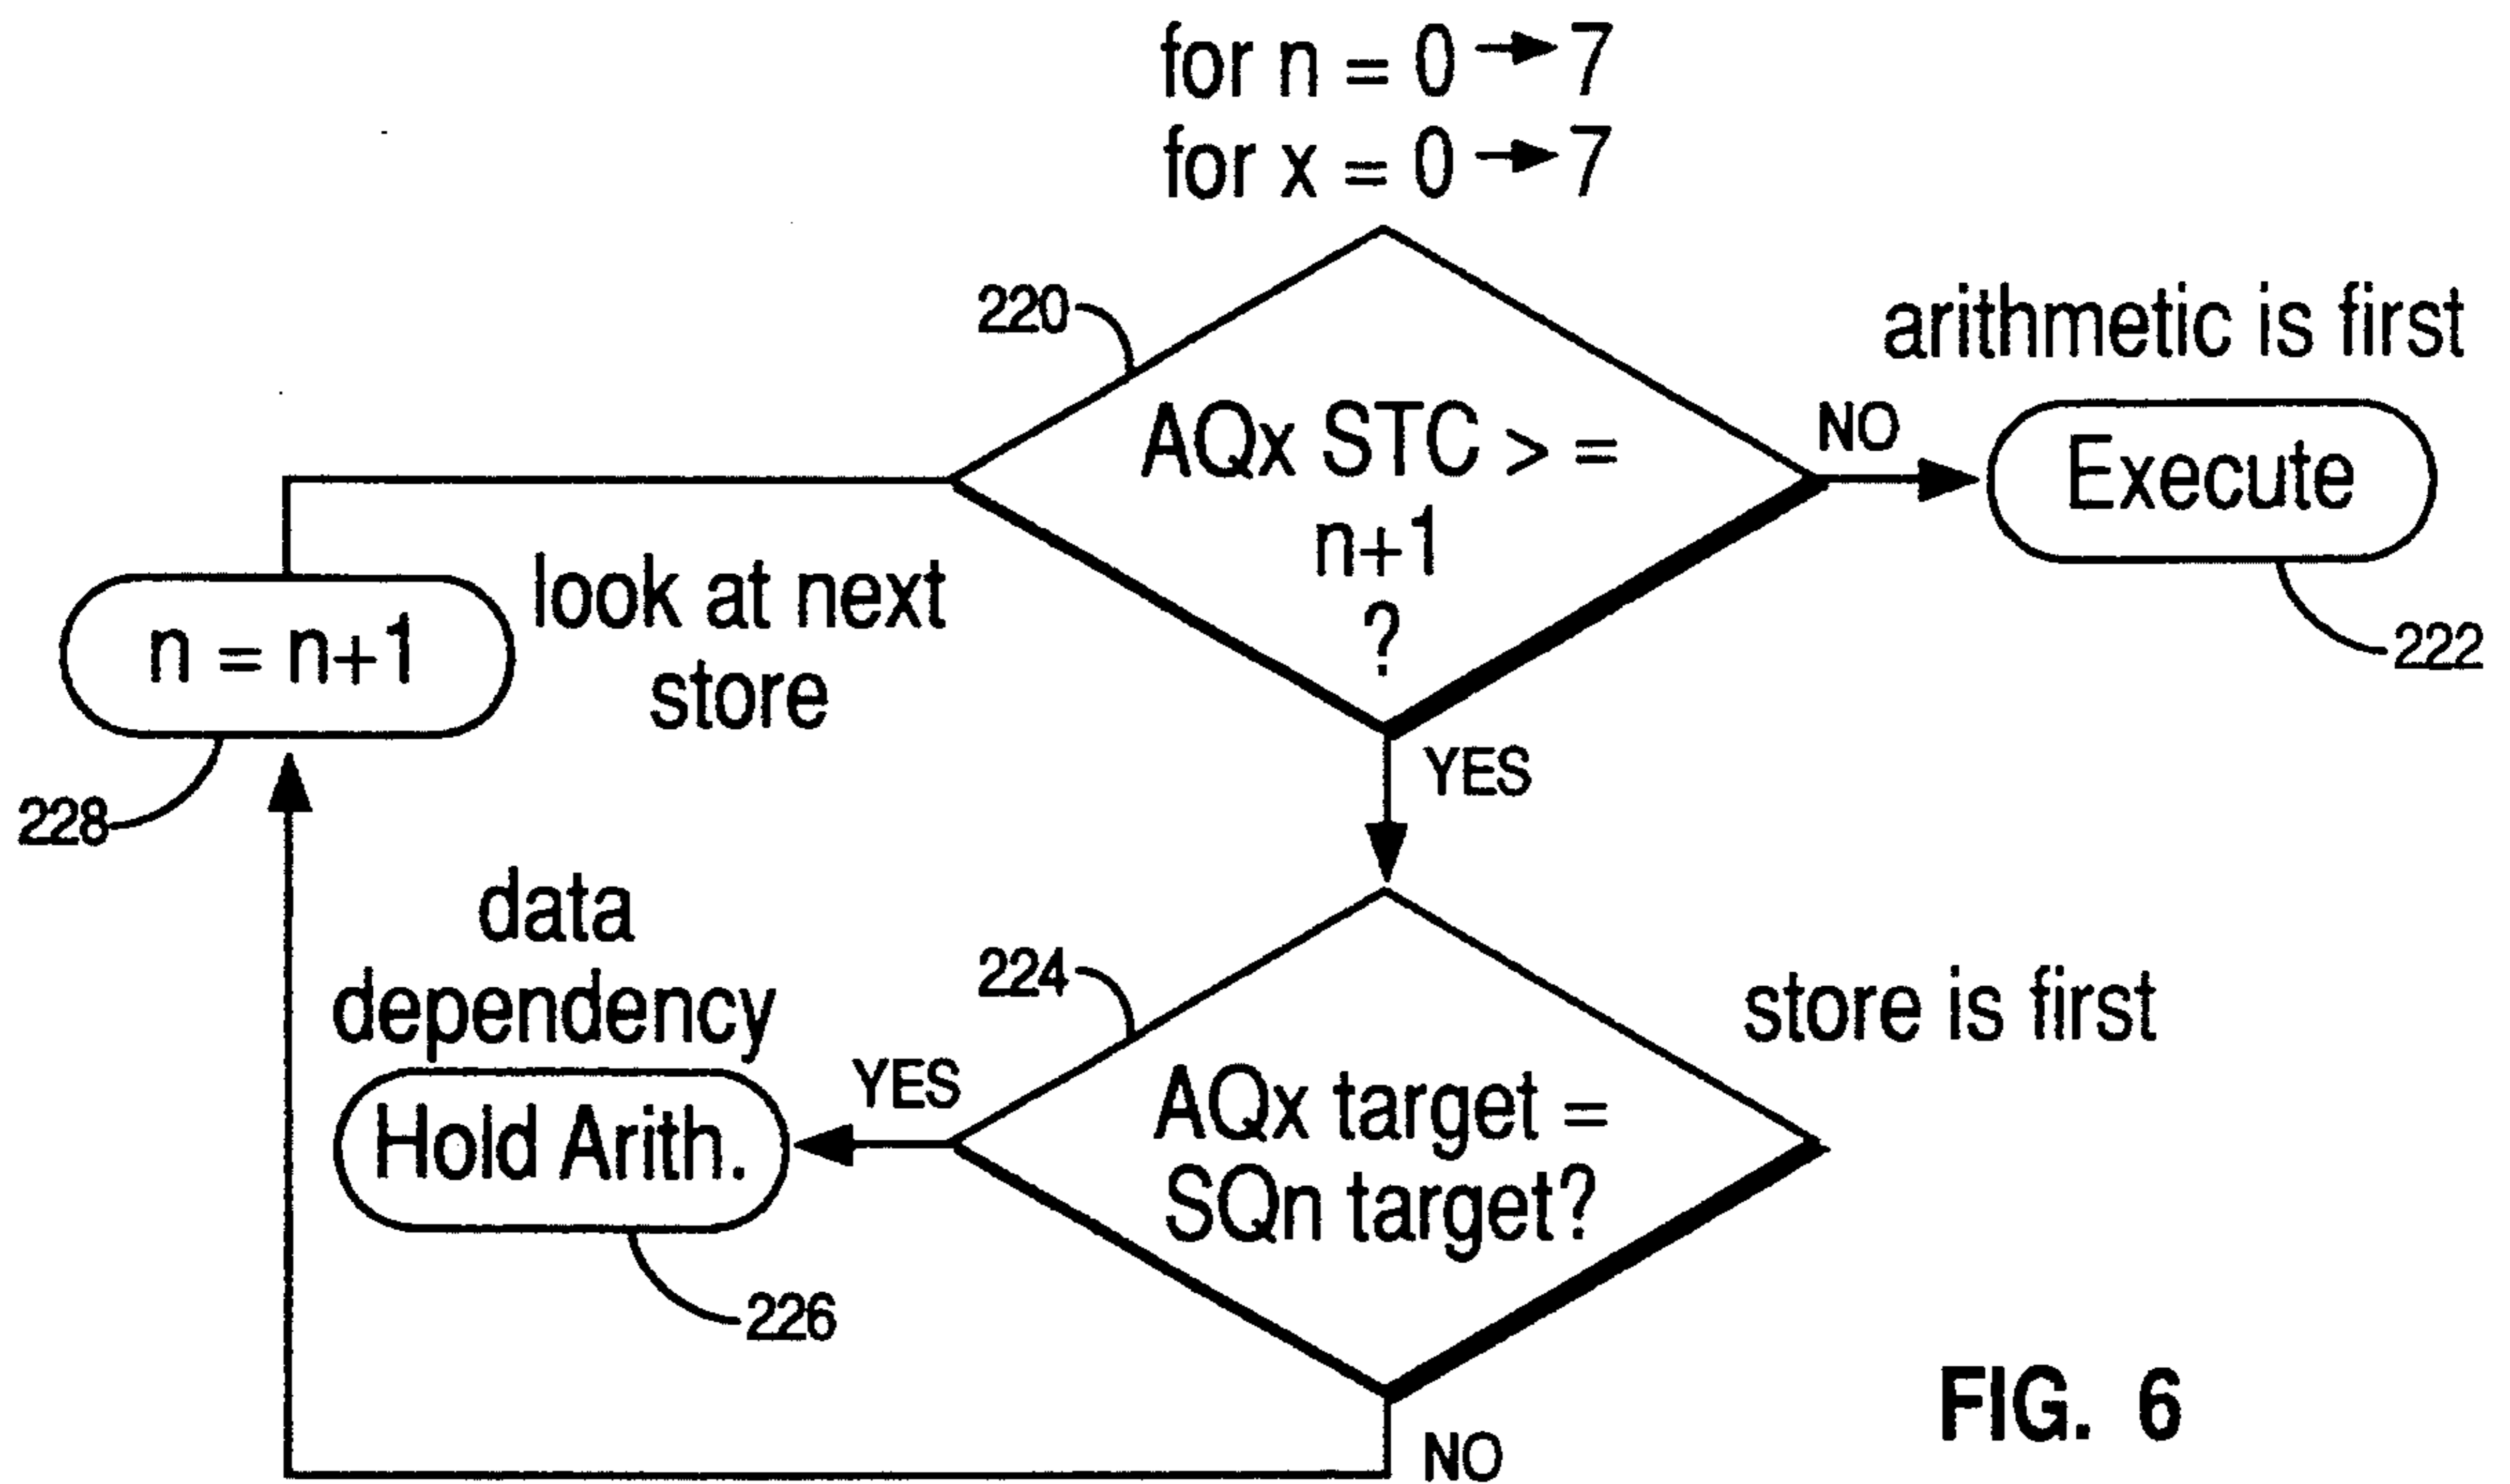 for n = 0 → 7
for x = 0 → 7
220
AQx STC > =
n+1
?
NO
arithmetic is first
Execute
222
look at next
store
n = n+1
228
YES
data
dependency
Hold Arith.
226
YES
224
AQx target =
SQn target?
store is first
NO
FIG. 6